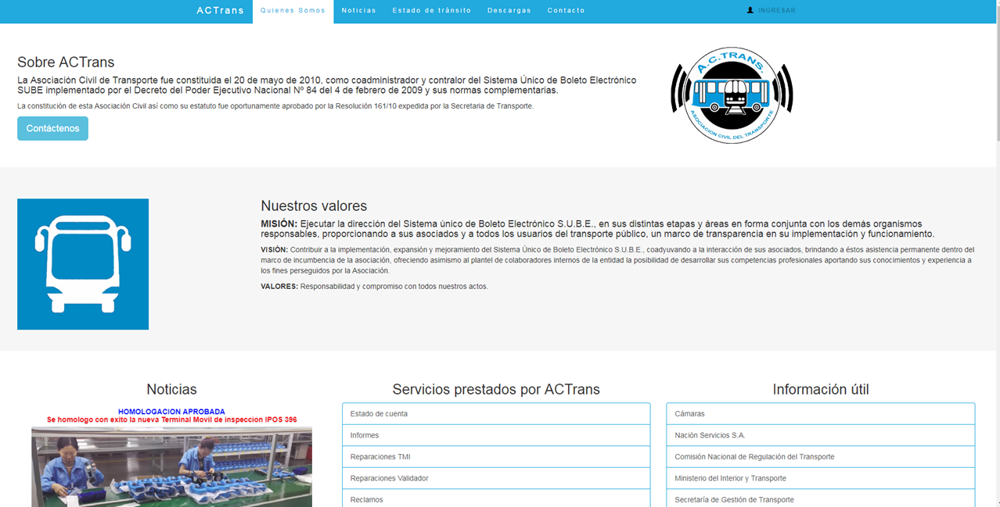 ACTrans
Quienes Somos
Noticias
Estado de tránsito
Descargas
Contacto
INGRESAR
Sobre ACTrans
La Asociación Civil de Transporte fue constituida el 20 de mayo de 2010, como coadministrador y contralor del Sistema Único de Boleto Electrónico
SUBE implementado por el Decreto del Poder Ejecutivo Nacional Nº 84 del 4 de febrero de 2009 y sus normas complementarias.
La constitución de esta Asociación Civil así como su estatuto fue oportunamente aprobado por la Resolución 161/10 expedida por la Secretaria de Transporte.
Contáctenos
A.C.TRANS.
ASOCIACION CIVIL DEL TRANSPORTE
Nuestros valores
MISIÓN: Ejecutar la dirección del Sistema único de Boleto Electrónico S.U.B.E., en sus distintas etapas y áreas en forma conjunta con los demás organismos
responsables, proporcionando a sus asociados y a todos los usuarios del transporte público, un marco de transparencia en su implementación y funcionamiento.
VISIÓN: Contribuir a la implementación, expansión y mejoramiento del Sistema Único de Boleto Electrónico S.U.B.E., coadyuvando a la interacción de sus asociados, brindando a éstos asistencia permanente dentro del
marco de incumbencia de la asociación, ofreciendo asimismo al plantel de colaboradores internos de la entidad la posibilidad de desarrollar sus competencias profesionales aportando sus conocimientos y experiencia a
los fines perseguidos por la Asociación.
VALORES: Responsabilidad y compromiso con todos nuestros actos.
Noticias
HOMOLOGACION APROBADA
Se homologo con exito la nueva Terminal Movil de inspeccion IPOS 396
Servicios prestados por ACTrans
Estado de cuenta
Informes
Reparaciones TMI
Reparaciones Validador
Reclamos
Información útil
Cámaras
Nación Servicios S.A.
Comisión Nacional de Regulación del Transporte
Ministerio del Interior y Transporte
Secretaría de Gestión de Transporte